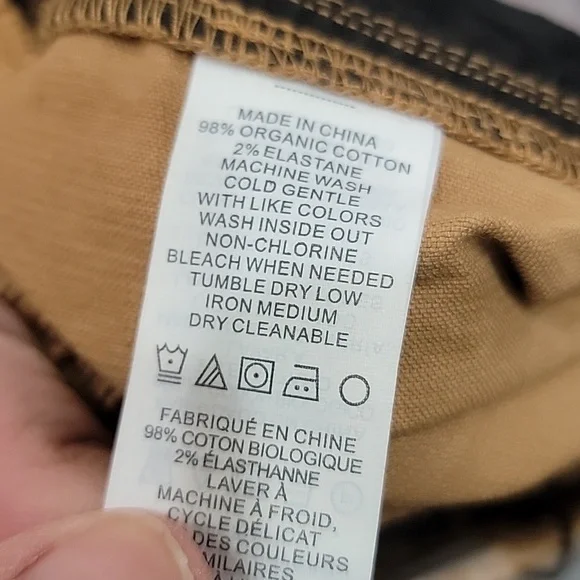 MADE IN CHINA
98% ORGANIC COTTON
2% ELASTANE
MACHINE WASH
COLD GENTLE
WITH LIKE COLORS
WASH INSIDE OUT
NON-CHLORINE
BLEACH WHEN NEEDED
TUMBLE DRY LOW
IRON MEDIUM
DRY CLEANABLE
FABRIQUÉ EN CHINE
98% COTON BIOLOGIQUE
2% ÉLASTHANNE
LAVER À
MACHINE À FROID,
CYCLE DÉLICAT
DES COULEURS